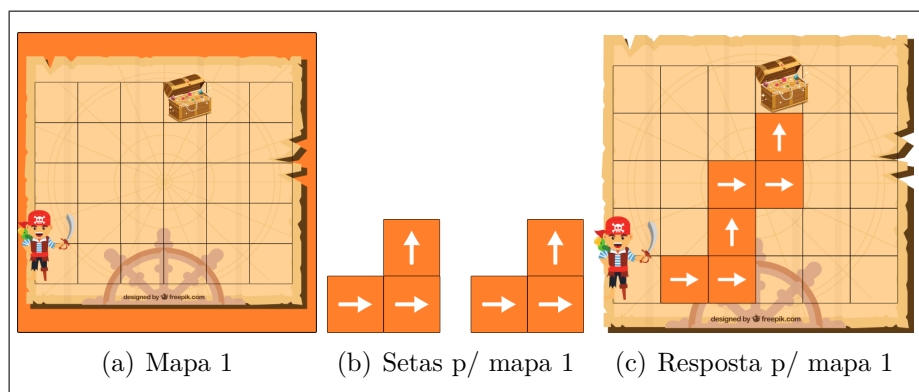 designed by freepik.com
designed by freepik.com
(a) Mapa 1
(b) Setas p/ mapa 1
(c) Resposta p/ mapa 1